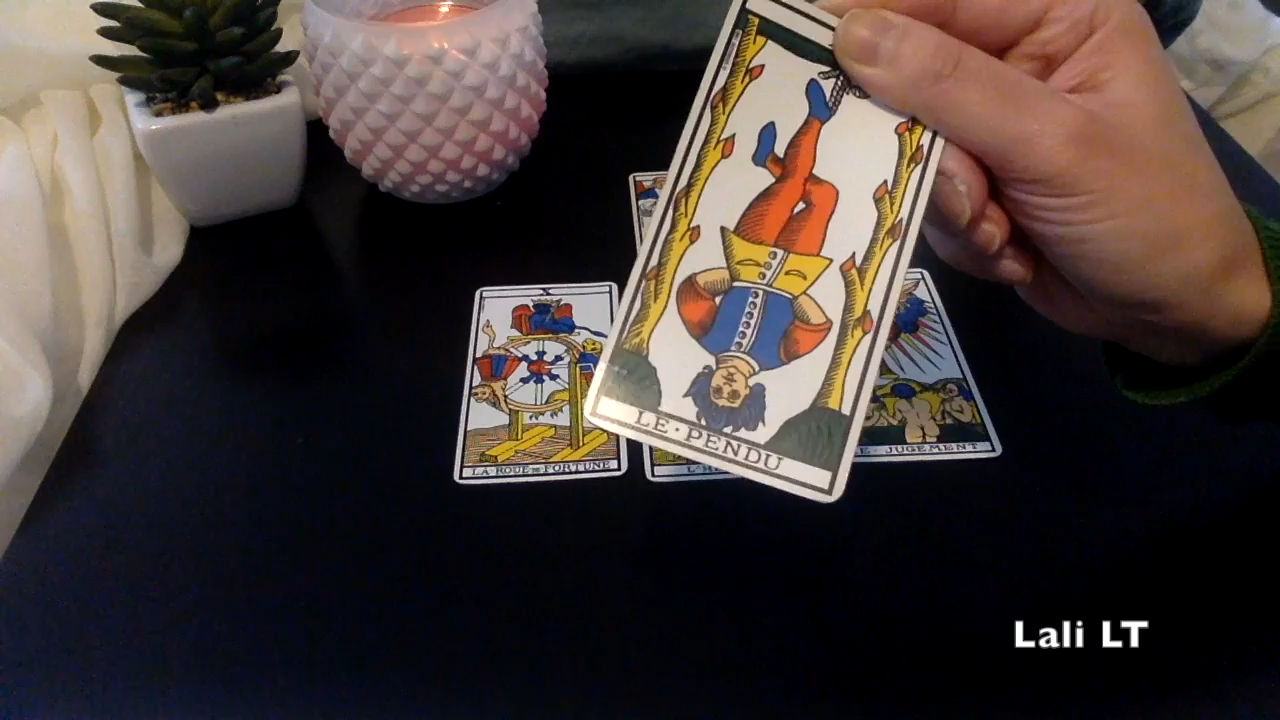 X
LA ROUE DE FORTUNE
LE·PENDU
JUGEMENT
Lali LT